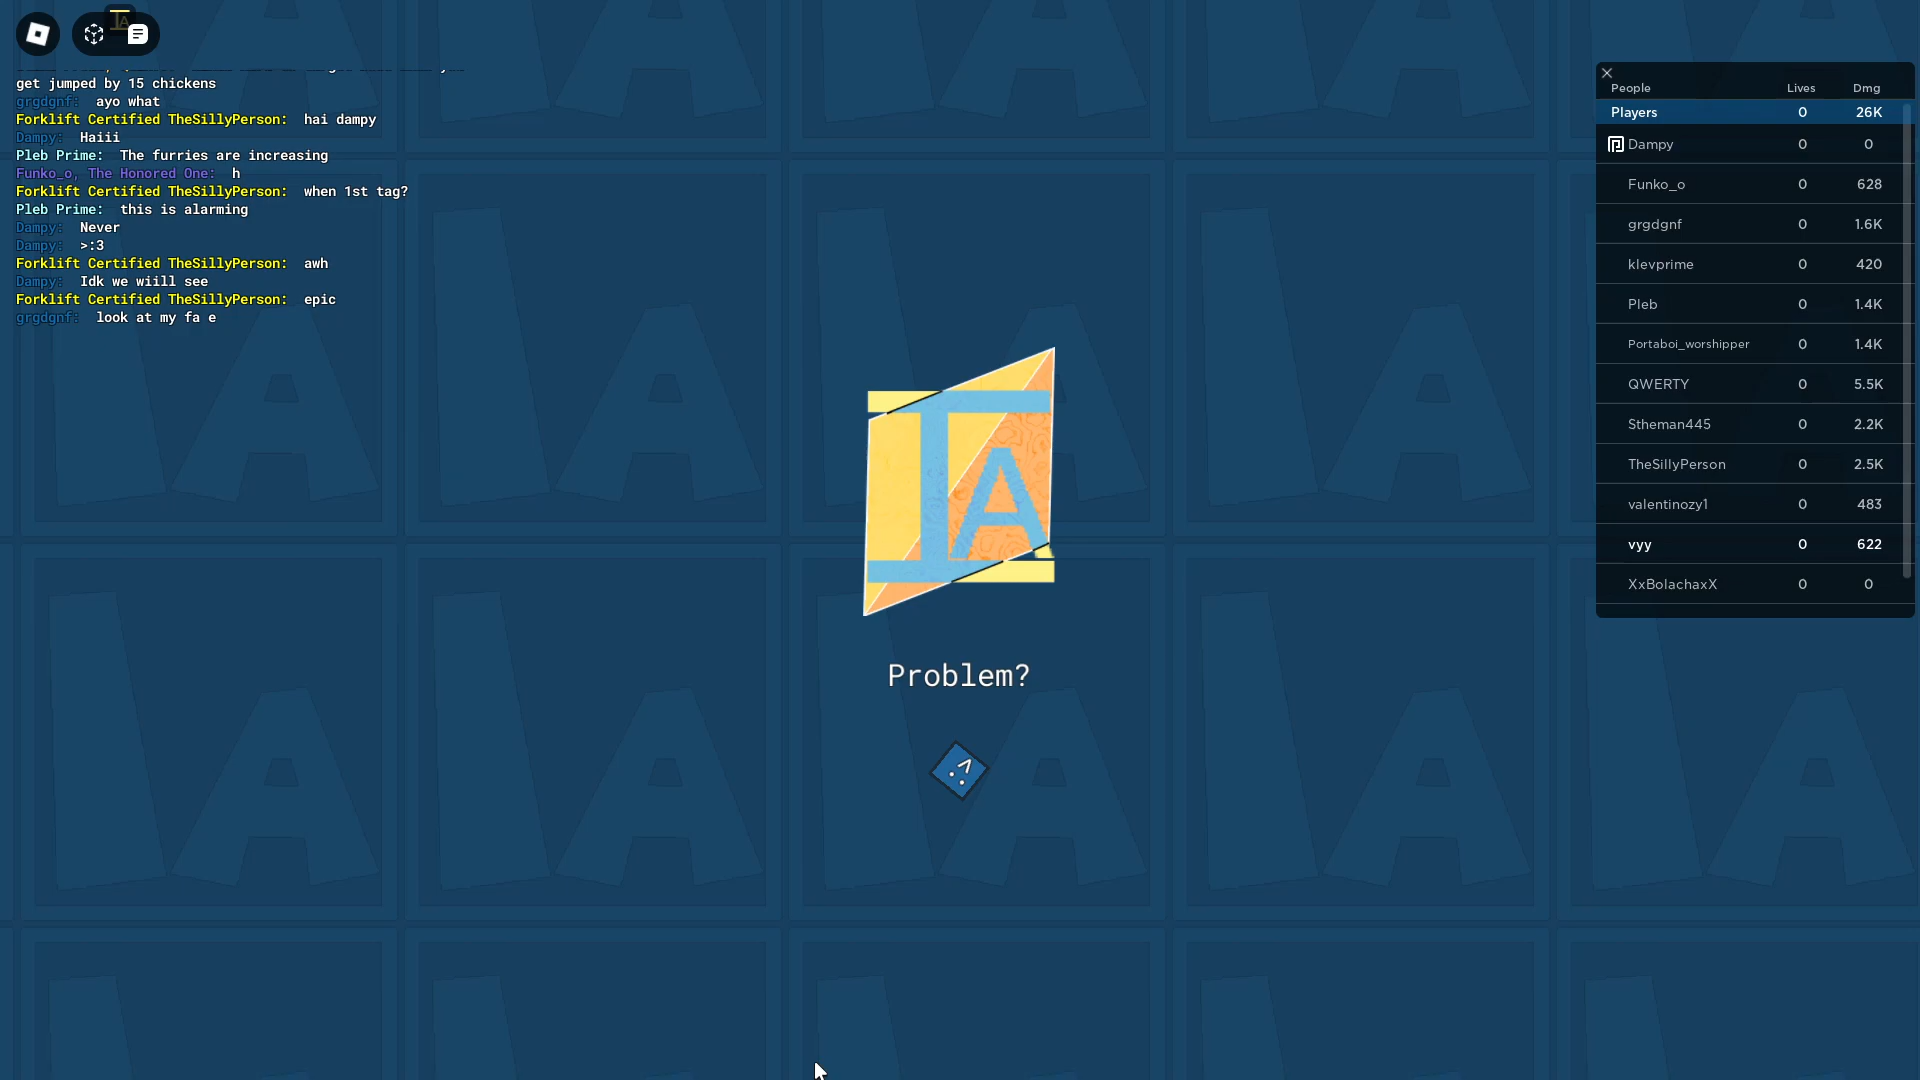 get jumped by 15 chickens
grgdgnf: ayo what
Forklift Certified TheSillyPerson: hai dampy
Dampy: Haiii
Pleb Prime: The furries are increasing
Funko_o, The Honored One: h
Forklift Certified TheSillyPerson: when 1st tag?
Pleb Prime: this is alarming
Dampy: Never
Dampy: >:3
Forklift Certified TheSillyPerson: awh
Dampy: Idk we wiill see
Forklift Certified TheSillyPerson: epic
grgdgnf: look at my fa e
IA
Problem?
:^
People Lives Dmg
Players 0 26K
Dampy 0 0
Funko_o 0 628
grgdgnf 0 1.6K
klevprime 0 420
Pleb 0 1.4K
Portaboi_worshipper 0 1.4K
QWERTY 0 5.5K
Stheman445 0 2.2K
TheSillyPerson 0 2.5K
valentinozy1 0 483
vyy 0 622
XxBolachaxX 0 0